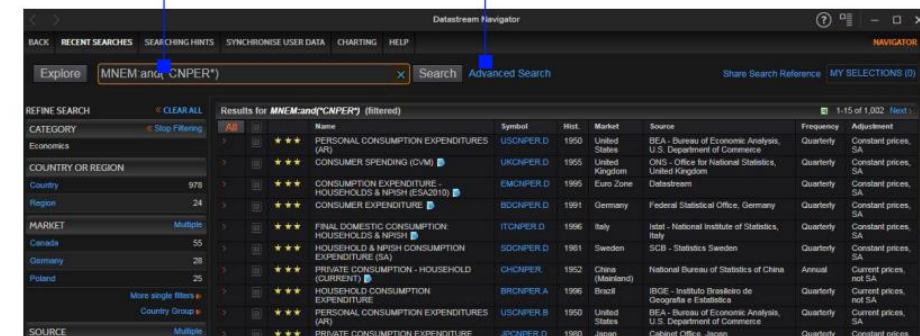 Datastream Navigator
BACK RECENT SEARCHES SEARCHING HINTS SYNCHRONISE USER DATA CHARTING HELP NAVIGATOR
Explore MNEM:and(*CNPER*) × Search Advanced Search Share Search Reference MY SELECTIONS (0)
REFINE SEARCH « CLEAR ALL Results for MNEM:and(*CNPER*) (filtered) 1-15 of 1,002 Next
CATEGORY « Stop Filtering All Name Symbol Hist. Market Source Frequency Adjustment
Economics
COUNTRY OR REGION
Country 978
Region 24
MARKET Multiple
Canada 55
Germany 28
Poland 25
More single filters
Country Group
SOURCE Multiple
★★★ PERSONAL CONSUMPTION EXPENDITURES (AR) USCNPER.D 1950 United States BEA - Bureau of Economic Analysis, U.S. Department of Commerce Quarterly Constant prices, SA
★★★ CONSUMER SPENDING (CVM) UKCNPER.D 1955 United Kingdom ONS - Office for National Statistics, United Kingdom Quarterly Constant prices, SA
★★★ CONSUMPTION EXPENDITURE - HOUSEHOLDS & NPISH (ESA2010) EMCNPER.D 1995 Euro Zone Datastream Quarterly Constant prices, SA
★★★ CONSUMER EXPENDITURE BDCNPER.D 1991 Germany Federal Statistical Office, Germany Quarterly Constant prices, SA
★★★ FINAL DOMESTIC CONSUMPTION: HOUSEHOLDS & NPISH ITCNPER.D 1996 Italy Istat - National Institute of Statistics, Italy Quarterly Constant prices, SA
★★★ HOUSEHOLD & NPISH CONSUMPTION EXPENDITURE (SA) SDCNPER.D 1981 Sweden SCB - Statistics Sweden Quarterly Constant prices, SA
★★★ PRIVATE CONSUMPTION - HOUSEHOLD (CURRENT) CHCNPER. 1952 China (Mainland) National Bureau of Statistics of China Annual Current prices, not SA
★★★ HOUSEHOLD CONSUMPTION EXPENDITURE BRCNPER.A 1996 Brazil IBGE - Instituto Brasileiro de Geografia e Estatistica Quarterly Current prices, not SA
★★★ PERSONAL CONSUMPTION EXPENDITURES (AR) USCNPER.B 1950 United States BEA - Bureau of Economic Analysis, U.S. Department of Commerce Quarterly Current prices, SA
★★★ PRIVATE CONSUMPTION EXPENDITURE JPCNPER.D 1980 Japan Cabinet Office, Japan Quarterly Constant prices,